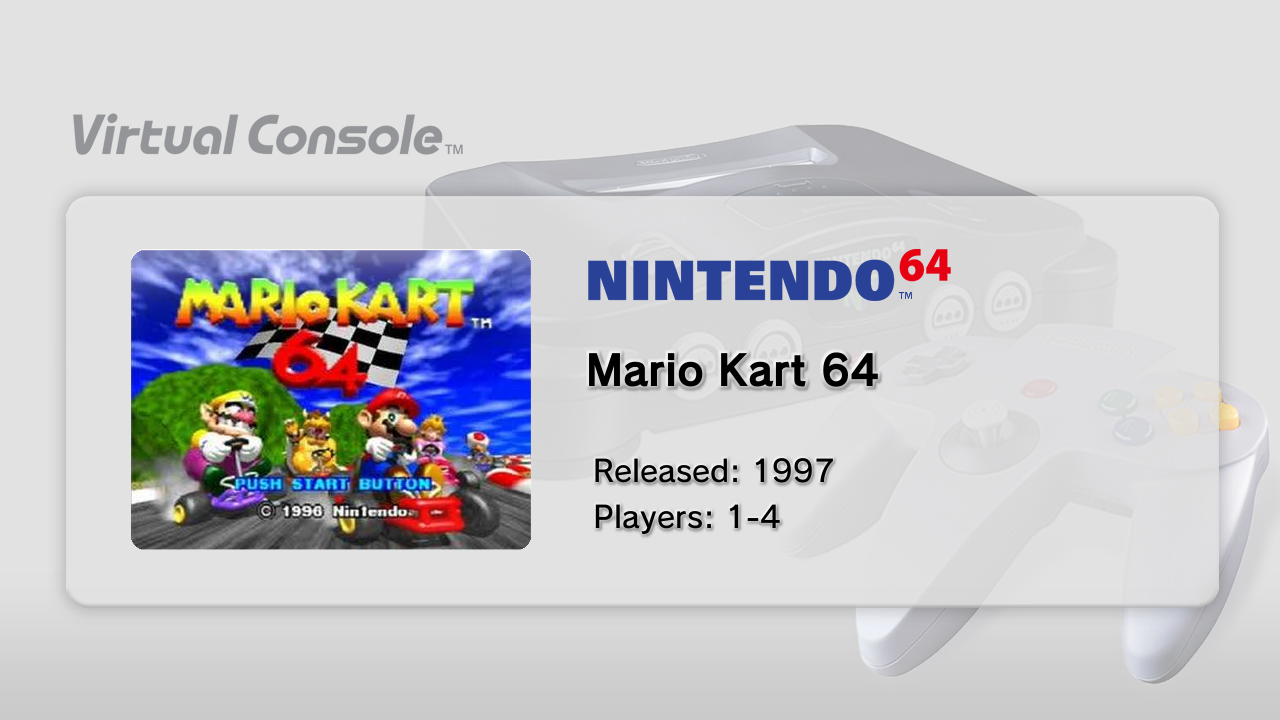 Virtual Console™
NINTENDO64™
MARIO KART™
64
PUSH START BUTTON
© 1996 Nintendo
Mario Kart 64
Released: 1997
Players: 1-4